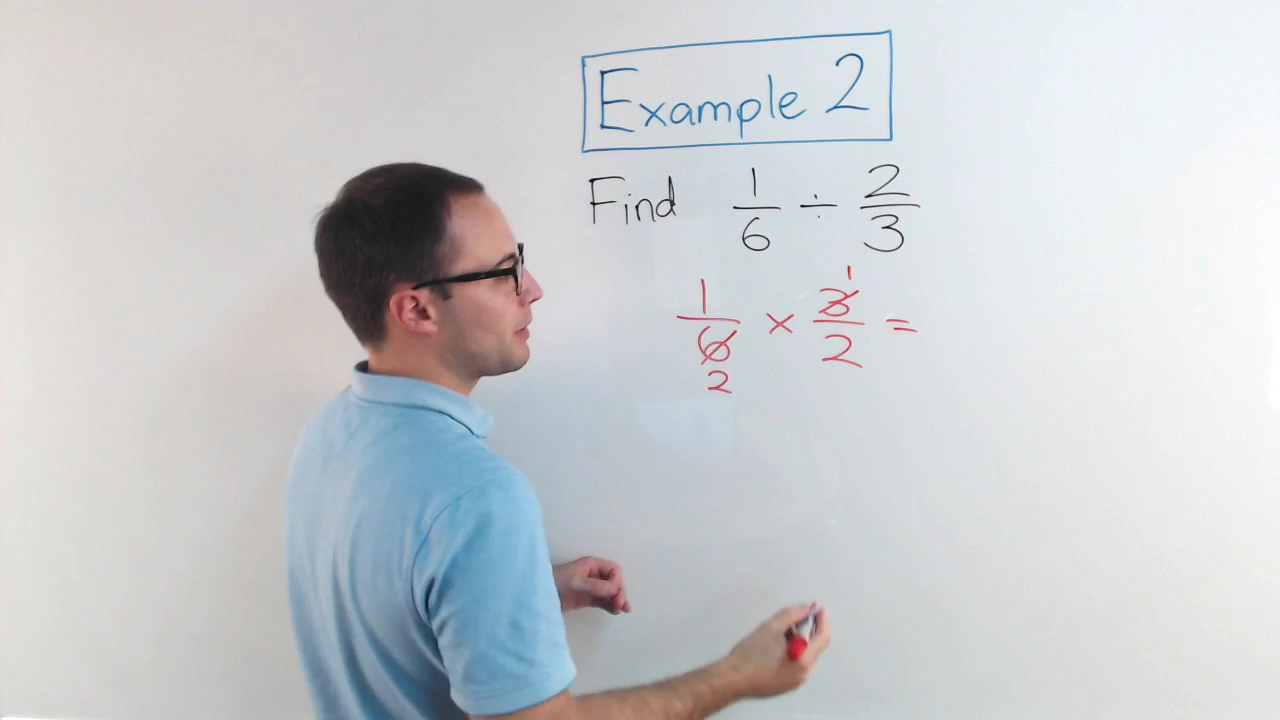 Example 2
Find 1/6 ÷ 2/3
1
1/6 × 3/2 =
2